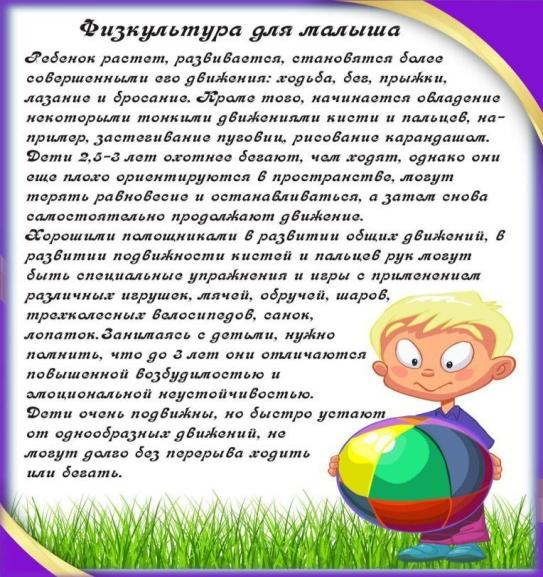 Физкультура для малыша
Ребенок растет, развивается, становятся более
совершенными его движения: ходьба, бег, прыжки,
лазание и бросание. Кроме того, начинается овладение
некоторыми тонкими движениями кисти и пальцев, на-
пример, застегивание пуговиц, рисование карандашом.
Дети 2,5-3 лет охотнее бегают, чем ходят, однако они
еще плохо ориентируются в пространстве, могут
терять равновесие и останавливаться, а затем снова
самостоятельно продолжают движение.
Хорошими помощниками в развитии общих движений, в
развитии подвижности кистей и пальцев рук могут
быть специальные упражнения и игры с применением
различных игрушек, мячей, обручей, шаров,
трехколесных велосипедов, санок,
лопаток.Занимаясь с детьми, нужно
помнить, что до 3 лет они отличаются
повышенной возбудимостью и
эмоциональной неустойчивостью.
Дети очень подвижны, но быстро устают
от однообразных движений, не
могут долго без перерыва ходить
или бегать.